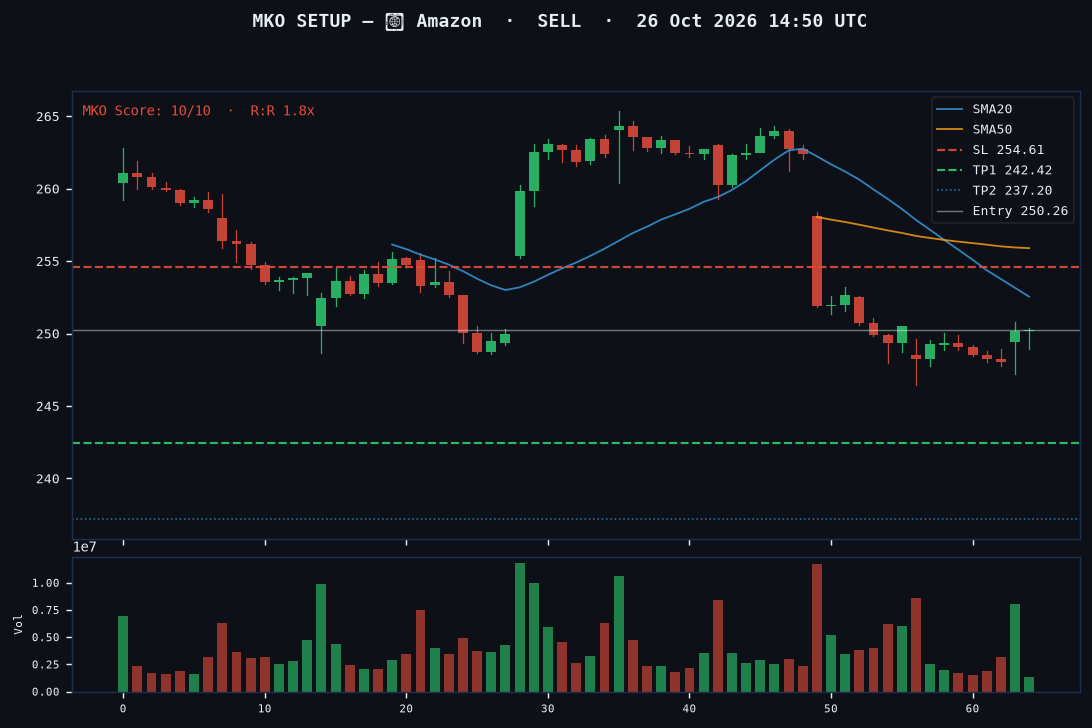 MKO SETUP — 🌐 Amazon · SELL · 26 Oct 2026 14:50 UTC
MKO Score: 10/10 · R:R 1.8x
SMA20
SMA50
SL 254.61
TP1 242.42
TP2 237.20
Entry 250.26
265
260
255
250
245
240
1e7
Vol
1.00
0.75
0.50
0.25
0.00
0 10 20 30 40 50 60